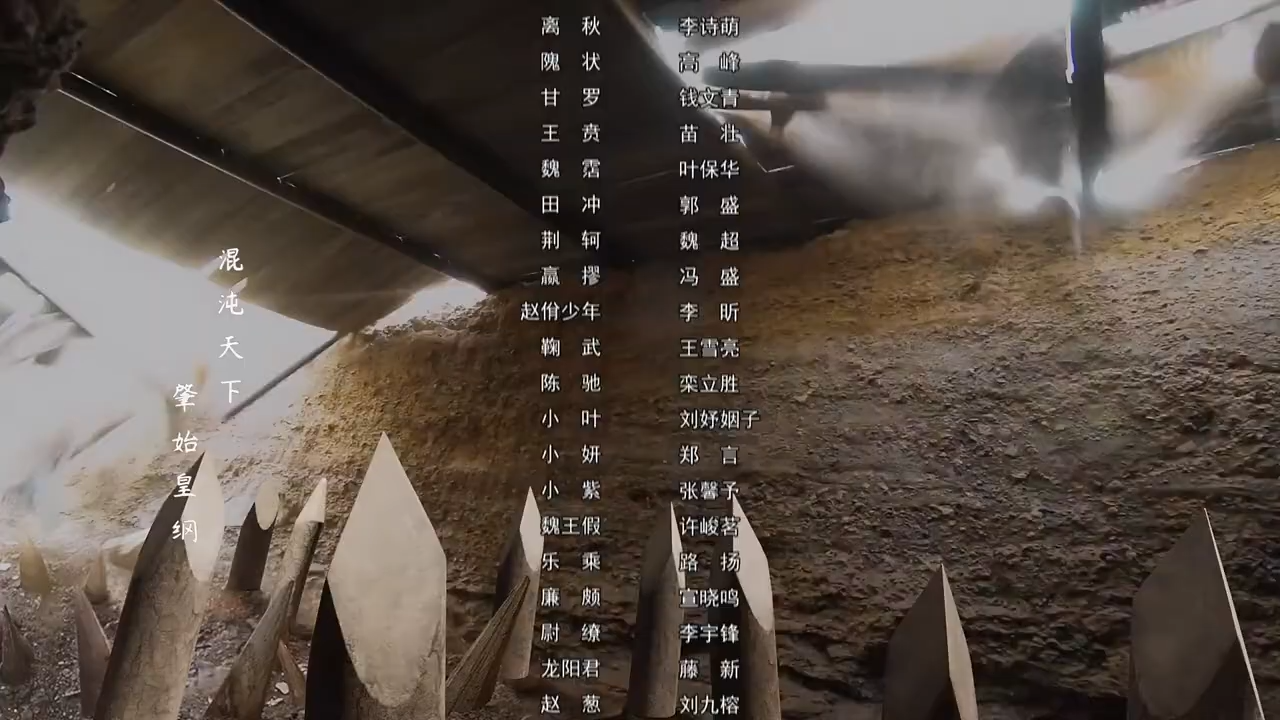 混沌天下
肇始皇纲
离秋 李诗萌
隗状 高峰
甘罗 钱文青
王贲 苗壮
魏霑 叶保华
田冲 郭盛
荆轲 魏超
嬴摎 冯盛
赵佾少年 李昕
鞠武 王雪亮
陈驰 栾立胜
小叶 刘妤姻子
小妍 郑言
小紫 张馨予
魏王假 许峻茗
乐乘 路扬
廉颇 宣晓鸣
尉缭 李宇锋
龙阳君 藤新
赵葱 刘九榕